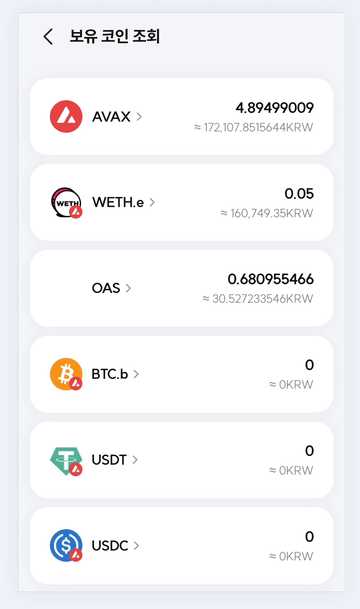 보유 코인 조회
AVAX
4.89499009
≈ 172,107.8515644KRW
WETH
WETH.e
0.05
≈ 160,749.35KRW
OAS
0.680955466
≈ 30.527233546KRW
BTC.b
0
≈ 0KRW
USDT
0
≈ 0KRW
USDC
0
≈ 0KRW